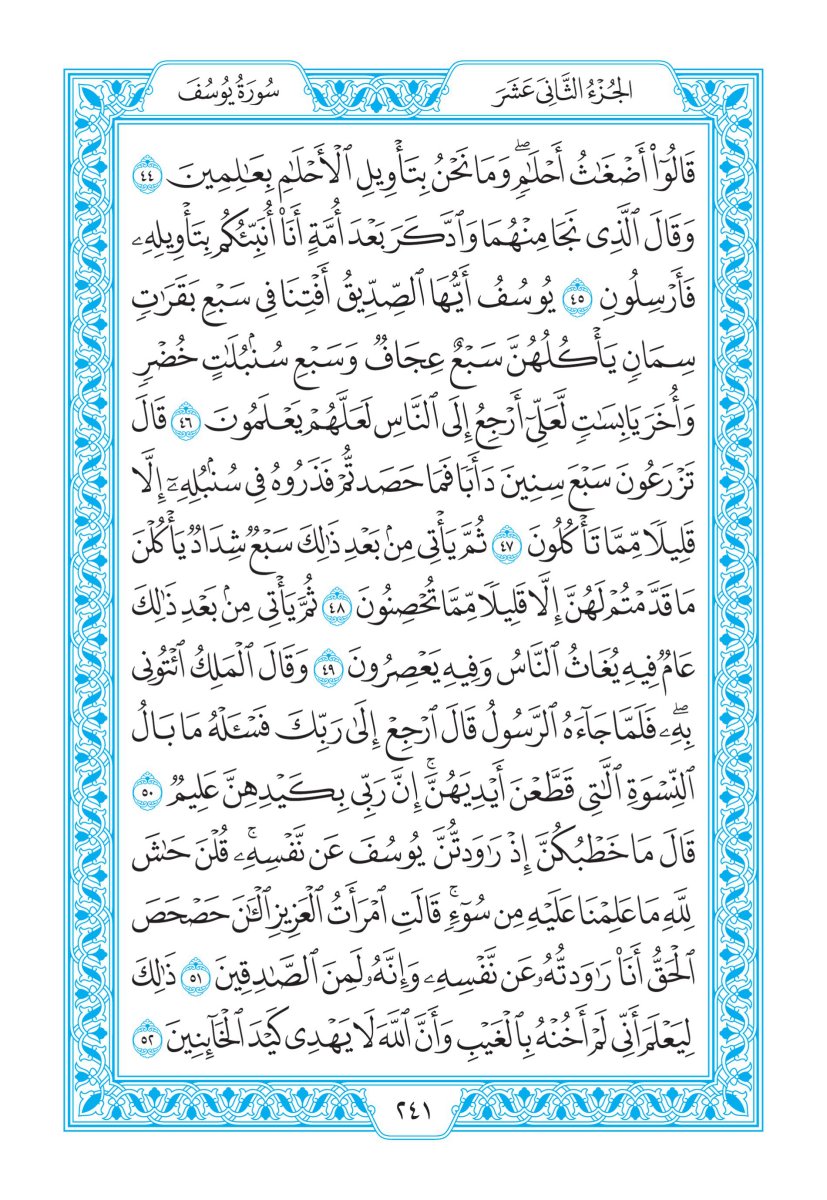 الجُزْءُ الثَّانِىَ عَشَرَ
سُورَةُ يُوسُفَ
قَالُوٓاْ أَضْغَٰثُ أَحْلَٰمٖۖ وَمَا نَحْنُ بِتَأْوِيلِ ٱلْأَحْلَٰمِ بِعَٰلِمِينَ ٤٤
وَقَالَ ٱلَّذِى نَجَا مِنْهُمَا وَٱدَّكَرَ بَعْدَ أُمَّةٍ أَنَا۠ أُنَبِّئُكُم بِتَأْوِيلِهِۦ
فَأَرْسِلُونِ ٤٥ يُوسُفُ أَيُّهَا ٱلصِّدِّيقُ أَفْتِنَا فِى سَبْعِ بَقَرَٰتٖ
سِمَانٖ يَأْكُلُهُنَّ سَبْعٌ عِجَافٞ وَسَبْعِ سُنۢبُلَٰتٍ خُضْرٖ
وَأُخَرَ يَابِسَٰتٖ لَّعَلِّىٓ أَرْجِعُ إِلَى ٱلنَّاسِ لَعَلَّهُمْ يَعْلَمُونَ ٤٦ قَالَ
تَزْرَعُونَ سَبْعَ سِنِينَ دَأَبٗا فَمَا حَصَدتُّمْ فَذَرُوهُ فِى سُنۢبُلِهِۦٓ إِلَّا
قَلِيلٗا مِّمَّا تَأْكُلُونَ ٤٧ ثُمَّ يَأْتِى مِنۢ بَعْدِ ذَٰلِكَ سَبْعٞ شِدَادٞ يَأْكُلْنَ
مَا قَدَّمْتُمْ لَهُنَّ إِلَّا قَلِيلٗا مِّمَّا تُحْصِنُونَ ٤٨ ثُمَّ يَأْتِى مِنۢ بَعْدِ ذَٰلِكَ
عَامٞ فِيهِ يُغَاثُ ٱلنَّاسُ وَفِيهِ يَعْصِرُونَ ٤٩ وَقَالَ ٱلْمَلِكُ ٱئْتُونِى
بِهِۦۖ فَلَمَّا جَآءَهُ ٱلرَّسُولُ قَالَ ٱرْجِعْ إِلَىٰ رَبِّكَ فَسْـَٔلْهُ مَا بَالُ
ٱلنِّسْوَةِ ٱلَّٰتِى قَطَّعْنَ أَيْدِيَهُنَّۚ إِنَّ رَبِّى بِكَيْدِهِنَّ عَلِيمٞ ٥٠
قَالَ مَا خَطْبُكُنَّ إِذْ رَٰوَدتُّنَّ يُوسُفَ عَن نَّفْسِهِۦۚ قُلْنَ حَٰشَ
لِلَّهِ مَا عَلِمْنَا عَلَيْهِ مِن سُوٓءٖۚ قَالَتِ ٱمْرَأَتُ ٱلْعَزِيزِ ٱلْـَٰٔنَ حَصْحَصَ
ٱلْحَقُّ أَنَا۠ رَٰوَدتُّهُۥ عَن نَّفْسِهِۦ وَإِنَّهُۥ لَمِنَ ٱلصَّٰدِقِينَ ٥١ ذَٰلِكَ
لِيَعْلَمَ أَنِّى لَمْ أَخُنْهُ بِٱلْغَيْبِ وَأَنَّ ٱللَّهَ لَا يَهْدِى كَيْدَ ٱلْخَآئِنِينَ ٥٢
٢٤١